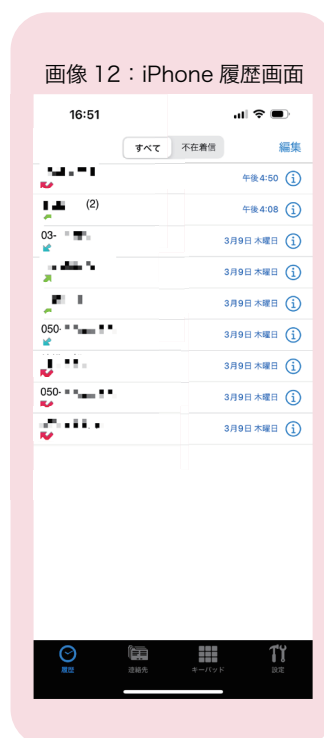 画像 12：iPhone 履歴画面
16:51
すべて 不在着信 編集
午後4:50
(2) 午後4:08
03- 3月9日 木曜日
3月9日 木曜日
3月9日 木曜日
050- 3月9日 木曜日
3月9日 木曜日
050- 3月9日 木曜日
3月9日 木曜日
履歴 連絡先 キーパッド 設定